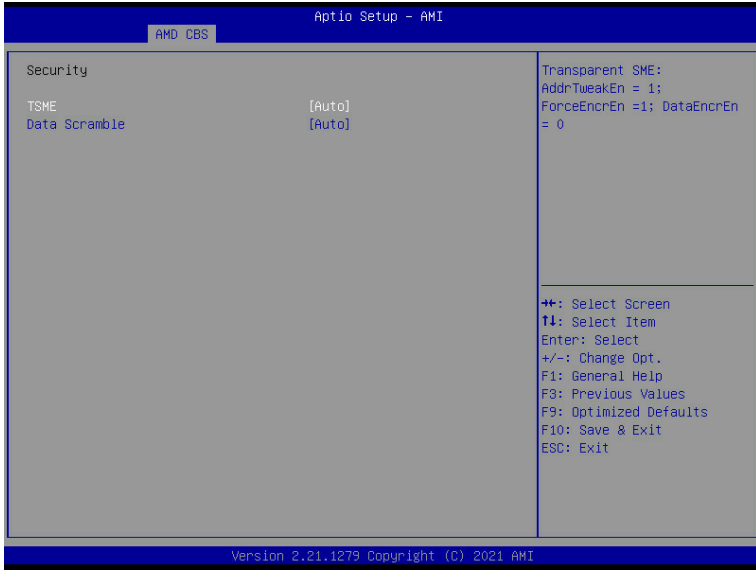 Aptio Setup - AMI
AMD CBS
Security
TSME [Auto]
Data Scramble [Auto]
Transparent SME:
AddrTweakEn = 1;
ForceEncrEn =1; DataEncrEn
= 0
→←: Select Screen
↑↓: Select Item
Enter: Select
+/-: Change Opt.
F1: General Help
F3: Previous Values
F9: Optimized Defaults
F10: Save & Exit
ESC: Exit
Version 2.21.1279 Copyright (C) 2021 AMI